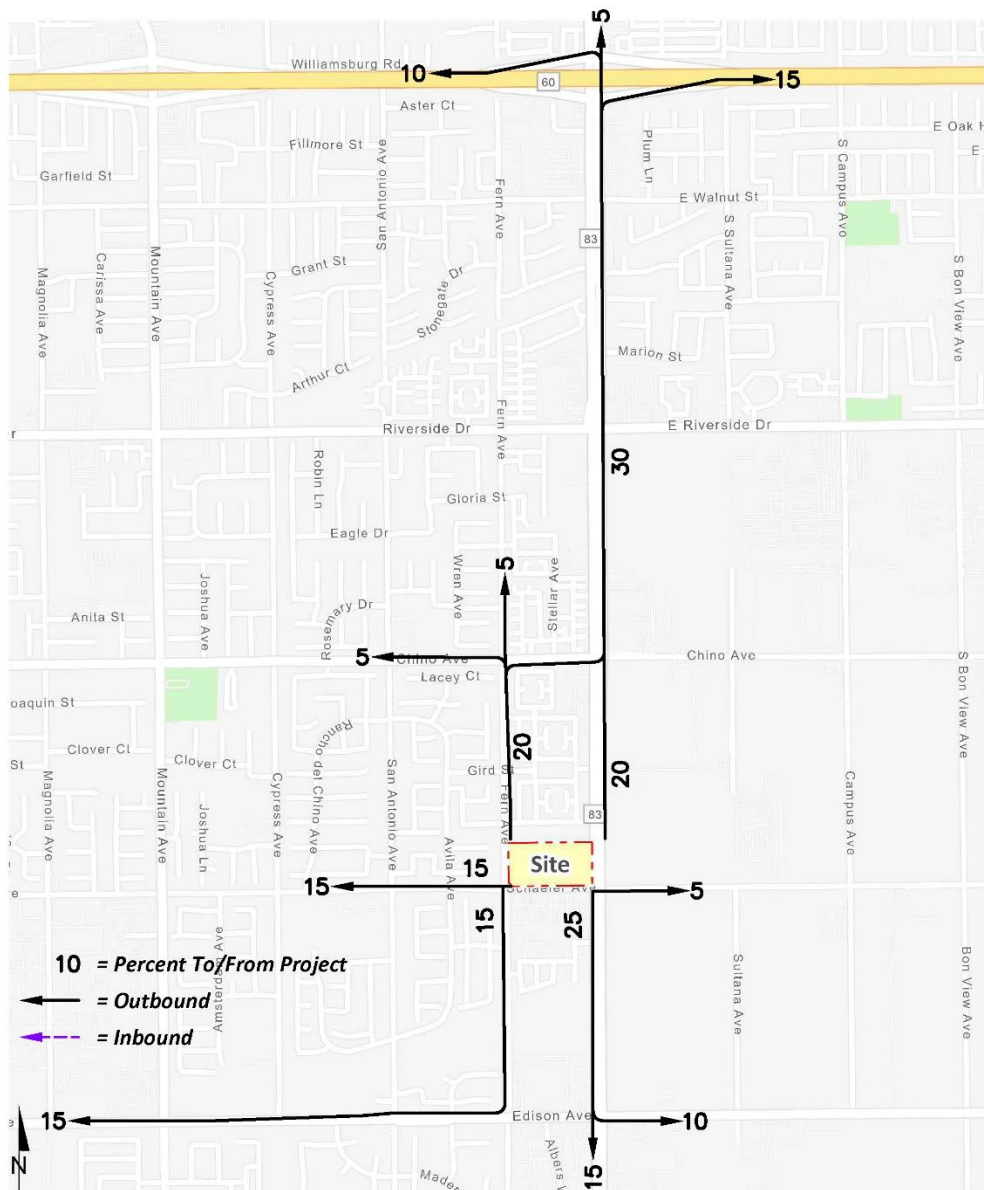 5
Williamsburg Rd
10
60
15
Aster Ct
Fillmore St
Plum Ln
S Campus Ave
E Oak H
E
Garfield St
San Antonio Ave
Fern Ave
E Walnut St
S Sultana Ave
83
Magnolia Ave
Carissa Ave
Mountain Ave
Grant St
Cypress Ave
Stonegate Dr
S Bon View Ave
Marion St
Arthur Ct
Fern Ave
r
Riverside Dr
E Riverside Dr
30
Robin Ln
Gloria St
Eagle Dr
5
Wren Ave
Stellar Ave
Joshua Ave
Rosemary Dr
Anita St
5
Chino Ave
Chino Ave
Lacey Ct
S Bon View Ave
oaquin St
Rancho del Chino Ave
20
20
Clover Ct
Clover Ct
St
Gird St
Magnolia Ave
Mountain Ave
Joshua Ln
Cypress Ave
San Antonio Ave
Fern Ave
Campus Ave
83
Avila Ave
Site
15
15
Schaefer Ave
5
e
15
25
10 = Percent To/From Project
Amsterdam Ave
Sultana Ave
Bon View Ave
= Outbound
= Inbound
15
Edison Ave
10
e
N
Albers
15
Made